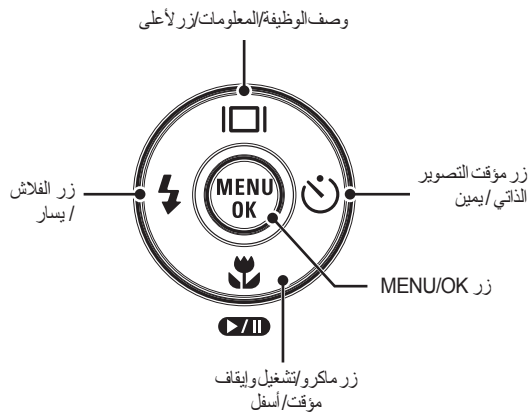 وصف الوظيفة/المعلومات/زر لأعلى
زر مؤقت التصوير
الذاتي/يمين
زر الفلاش
/ يسار
MENU
OK
زر MENU/OK
زر ماكرو/تشغيل وإيقاف
مؤقت/أسفل